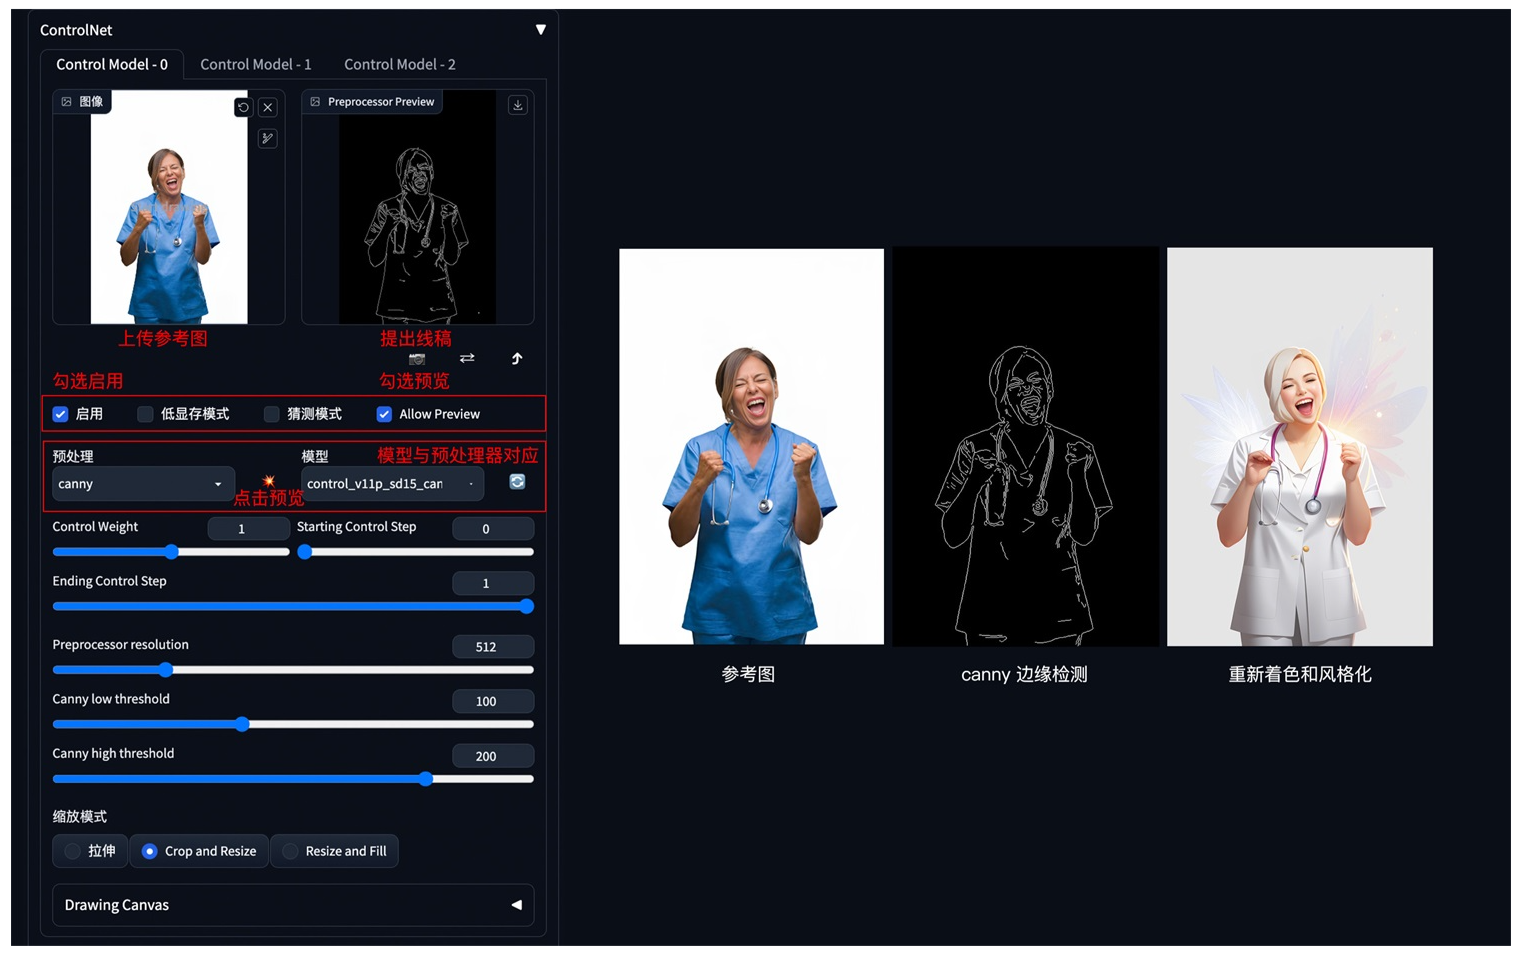 ControlNet
Control Model - 0
Control Model - 1
Control Model - 2
图像
Preprocessor Preview
上传参考图
提出线稿
勾选启用
勾选预览
启用
低显存模式
猜测模式
Allow Preview
预处理
模型
模型与预处理器对应
canny
点击预览
control_v11p_sd15_can
Control Weight
1
Starting Control Step
0
Ending Control Step
1
Preprocessor resolution
512
Canny low threshold
100
Canny high threshold
200
缩放模式
拉伸
Crop and Resize
Resize and Fill
Drawing Canvas
参考图
canny 边缘检测
重新着色和风格化